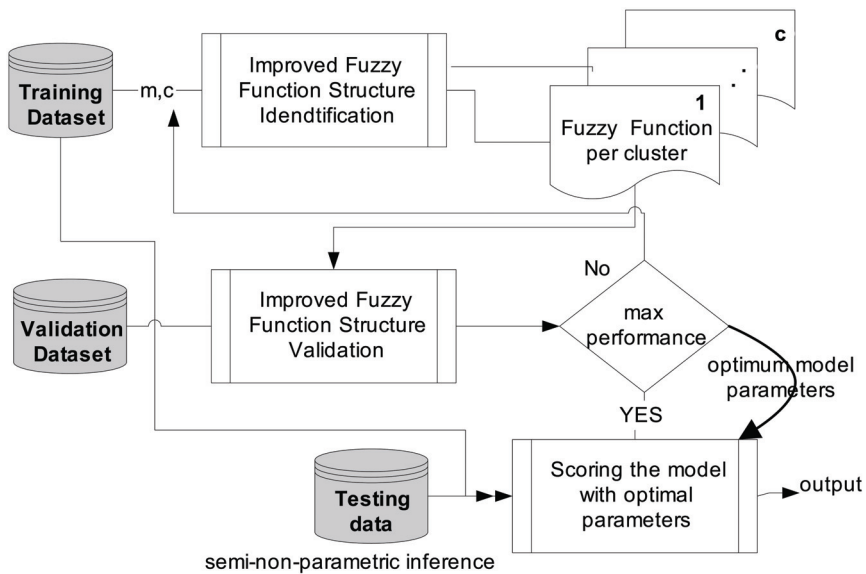 Training
Dataset
m,c
Improved Fuzzy
Function Structure
Idendtification
c
. .
1
Fuzzy Function
per cluster
Validation
Dataset
Improved Fuzzy
Function Structure
Validation
No
max
performance
optimum model
parameters
YES
Testing
data
Scoring the model
with optimal
parameters
output
semi-non-parametric inference